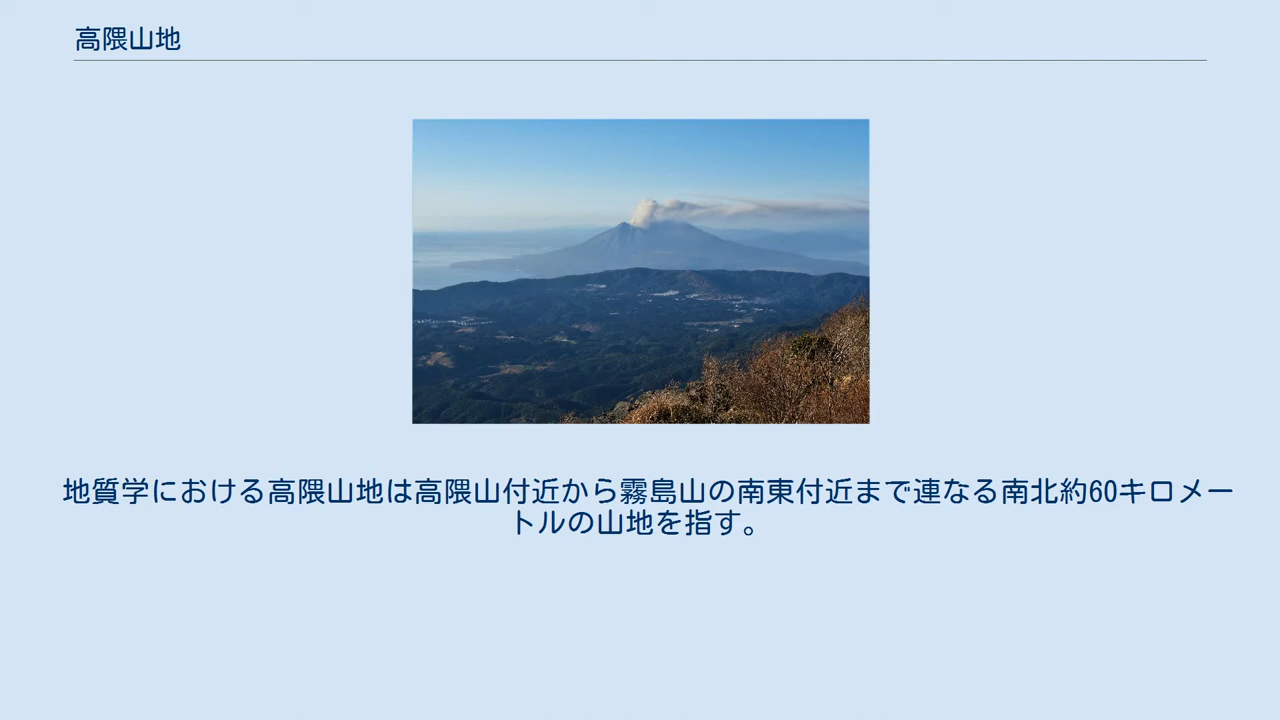 高隈山地
地質学における高隈山地は高隈山付近から霧島山の南東付近まで連なる南北約60キロメー
トルの山地を指す。